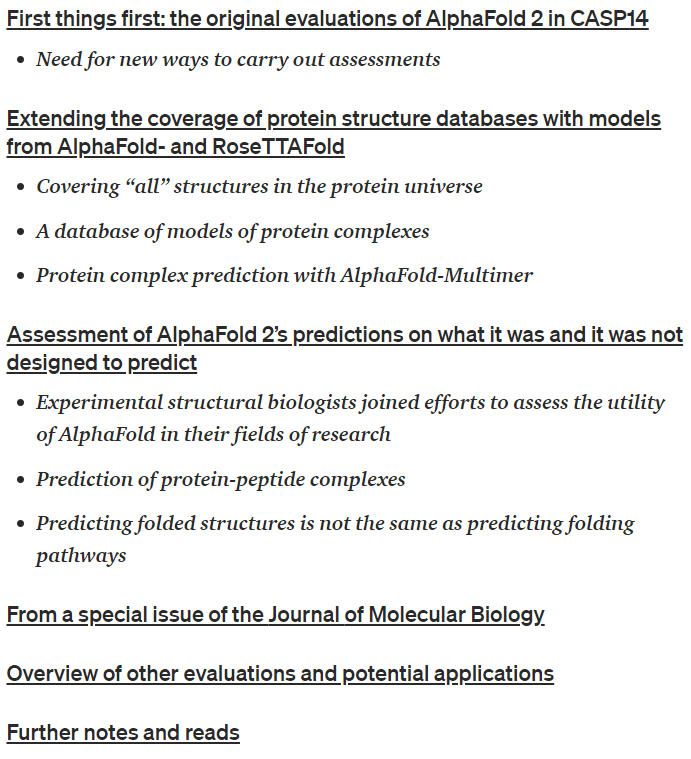 First things first: the original evaluations of AlphaFold 2 in CASP14
• Need for new ways to carry out assessments
Extending the coverage of protein structure databases with models
from AlphaFold- and RoseTTAFold
• Covering “all” structures in the protein universe
• A database of models of protein complexes
• Protein complex prediction with AlphaFold-Multimer
Assessment of AlphaFold 2’s predictions on what it was and it was not
designed to predict
• Experimental structural biologists joined efforts to assess the utility
of AlphaFold in their fields of research
• Prediction of protein-peptide complexes
• Predicting folded structures is not the same as predicting folding
pathways
From a special issue of the Journal of Molecular Biology
Overview of other evaluations and potential applications
Further notes and reads